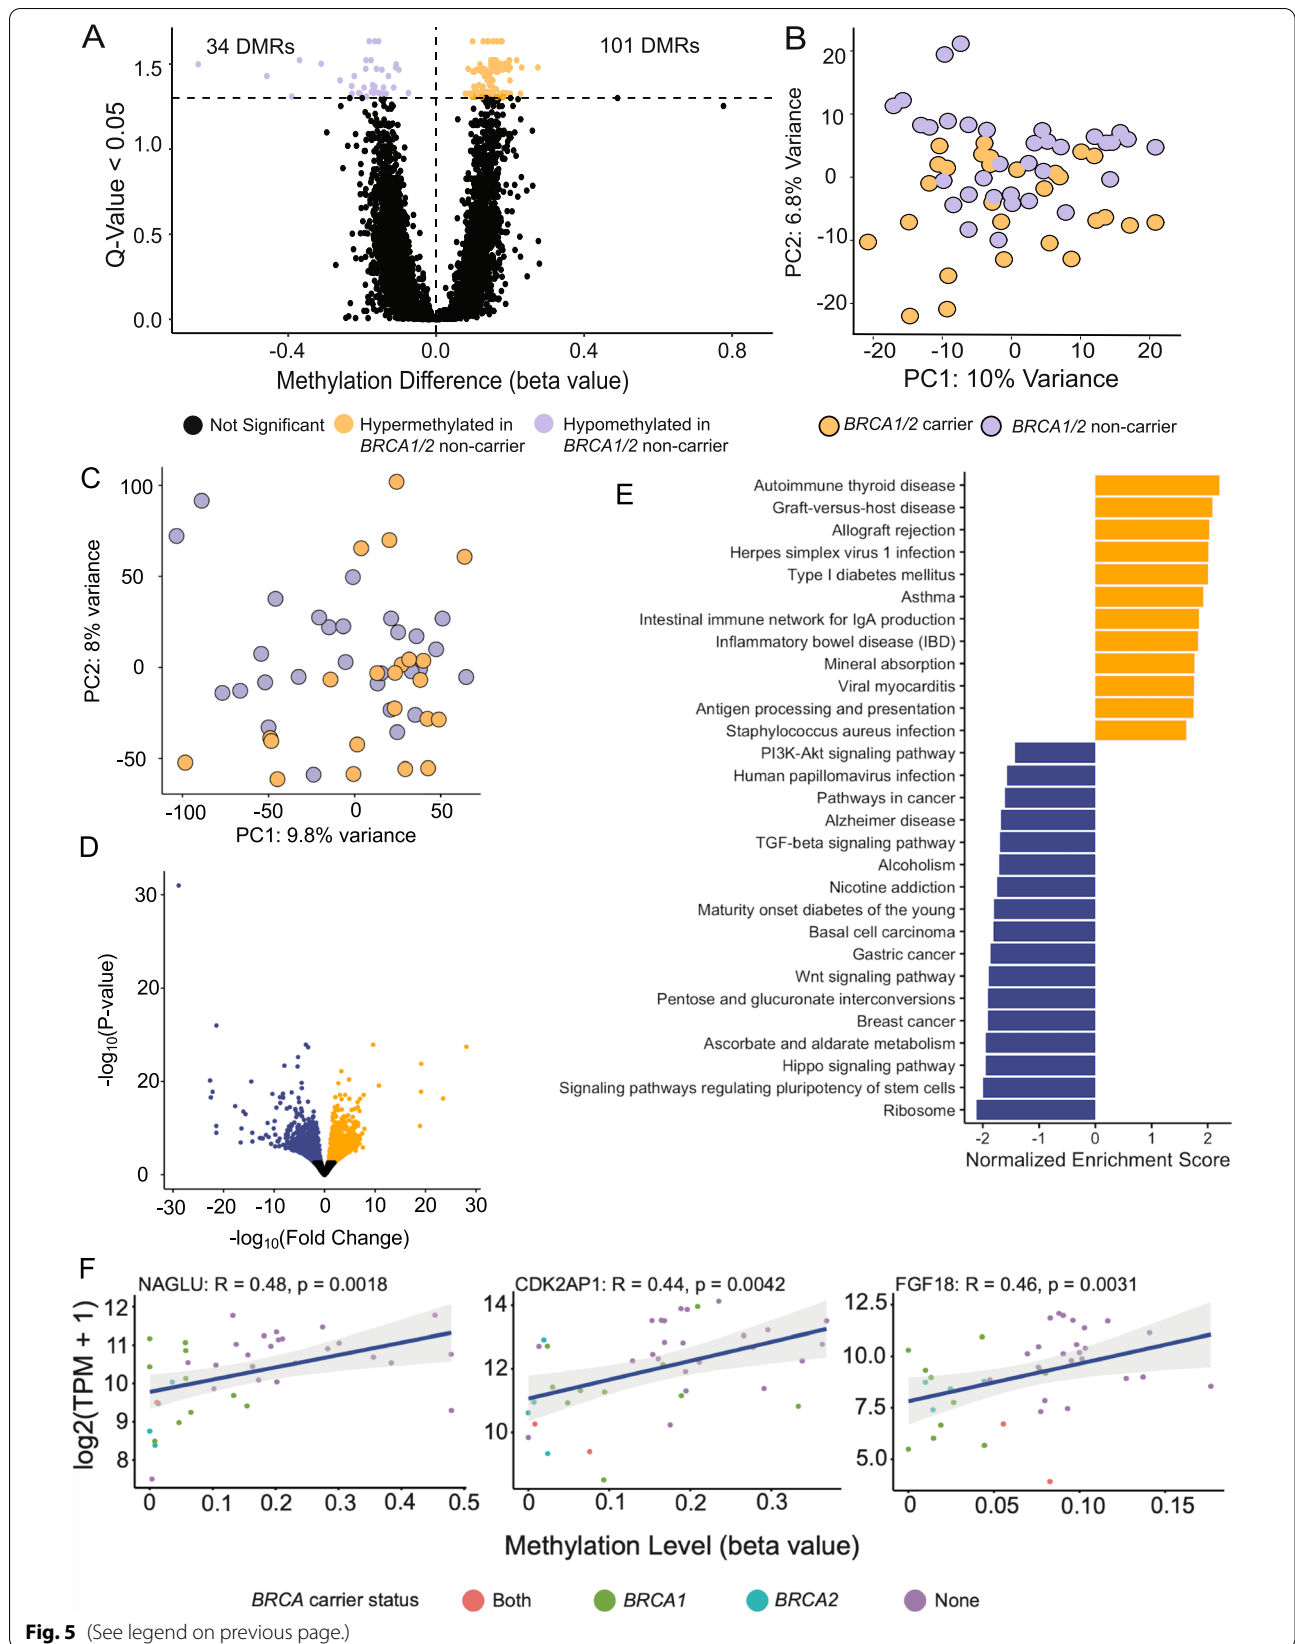 A
34 DMRs
101 DMRs
Q-Value < 0.05
1.5
1.0
0.5
0.0
-0.4
0.0
0.4
0.8
Methylation Difference (beta value)
Not Significant
Hypermethylated in
BRCA1/2 non-carrier
Hypomethylated in
BRCA1/2 non-carrier
B
PC2: 6.8% Variance
20
10
0
-10
-20
-20
-10
0
10
20
PC1: 10% Variance
BRCA1/2 carrier
BRCA1/2 non-carrier
C
PC2: 8% variance
100
50
0
-50
-100
-50
0
50
PC1: 9.8% variance
D
-log10(P-value)
30
20
20
0
-30
-20
-10
0
10
20
30
-log10(Fold Change)
E
Autoimmune thyroid disease
Graft-versus-host disease
Allograft rejection
Herpes simplex virus 1 infection
Type I diabetes mellitus
Asthma
Intestinal immune network for IgA production
Inflammatory bowel disease (IBD)
Mineral absorption
Viral myocarditis
Antigen processing and presentation
Staphylococcus aureus infection
PI3K-Akt signaling pathway
Human papillomavirus infection
Pathways in cancer
Alzheimer disease
TGF-beta signaling pathway
Alcoholism
Nicotine addiction
Maturity onset diabetes of the young
Basal cell carcinoma
Gastric cancer
Wnt signaling pathway
Pentose and glucuronate interconversions
Breast cancer
Ascorbate and aldarate metabolism
Hippo signaling pathway
Signaling pathways regulating pluripotency of stem cells
Ribosome
-2
-1
0
1
2
Normalized Enrichment Score
F
NAGLU: R = 0.48, p = 0.0018
log2(TPM + 1)
12
11
10
9
8
0
0.1
0.2
0.3
0.4
0.5
CDK2AP1: R = 0.44, p = 0.0042
14
12
10
0
0.1
0.2
0.3
FGF18: R = 0.46, p = 0.0031
12.5
10.0
7.5
5.0
0
0.05
0.10
0.15
Methylation Level (beta value)
BRCA carrier status
Both
BRCA1
BRCA2
None
Fig. 5 (See legend on previous page.)